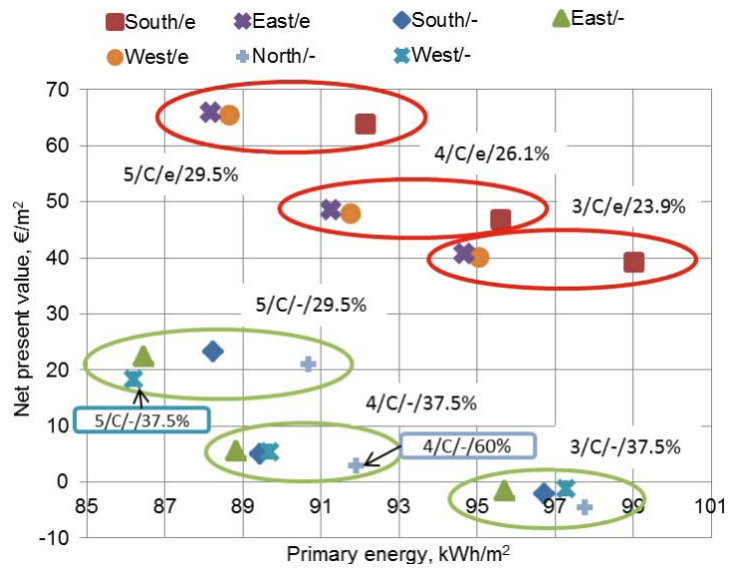 South/e East/e South/- East/-
West/e North/- West/-
Net present value, €/m²
70
60
50
40
30
20
10
0
-10
5/C/e/29.5%
4/C/e/26.1%
3/C/e/23.9%
5/C/-/29.5%
5/C/-/37.5%
4/C/-/37.5%
4/C/-/60%
3/C/-/37.5%
85 87 89 91 93 95 97 99 101
Primary energy, kWh/m²